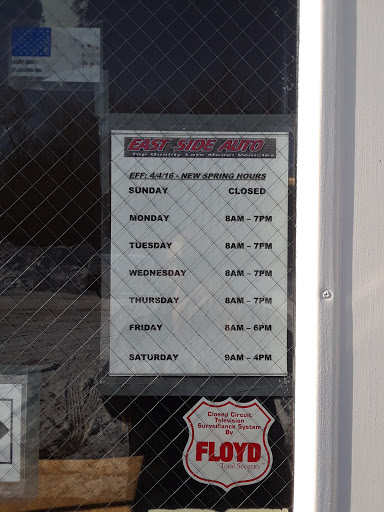 EAST SIDE AUTO
Top Quality Late Model Vehicles
EFF: 4/4/16 - NEW SPRING HOURS
SUNDAY CLOSED
MONDAY 8AM – 7PM
TUESDAY 8AM – 7PM
WEDNESDAY 8AM – 7PM
THURSDAY 8AM – 7PM
FRIDAY 8AM – 6PM
SATURDAY 9AM – 4PM
Closed Circuit
Television
Surveillance System
By
FLOYD
Total Security